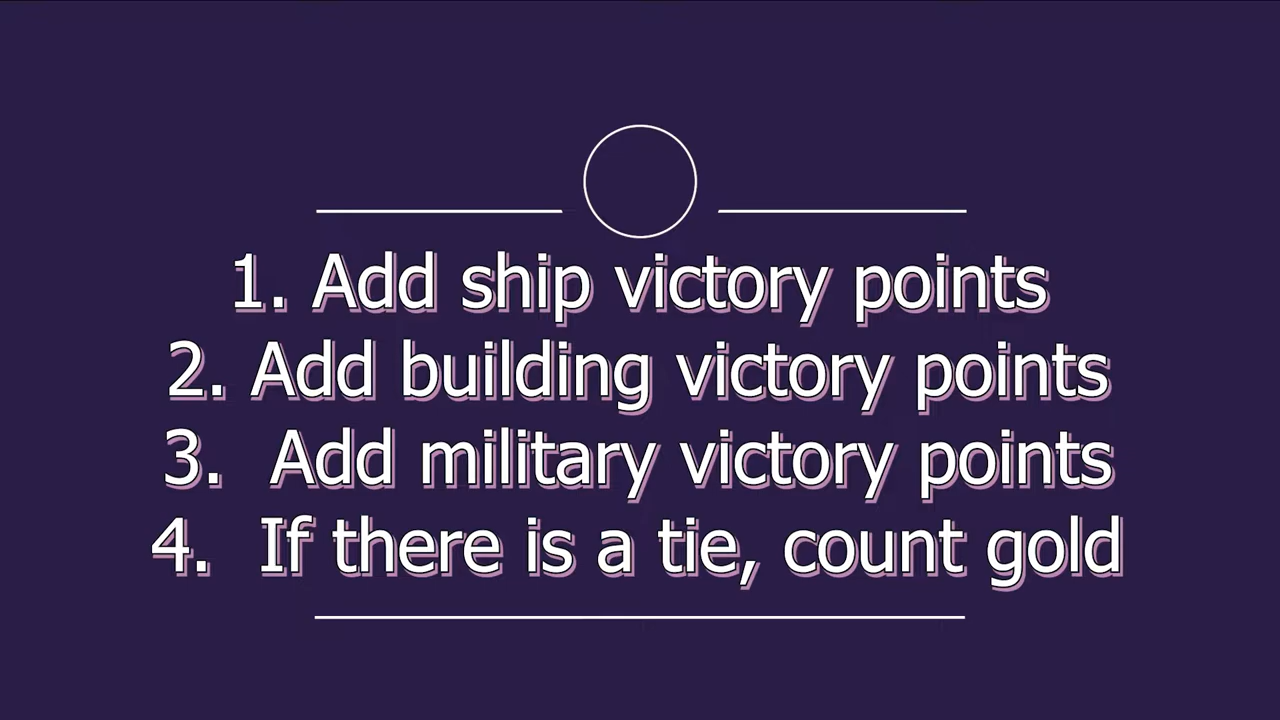 1. Add ship victory points
2. Add building victory points
3. Add military victory points
4. If there is a tie, count gold